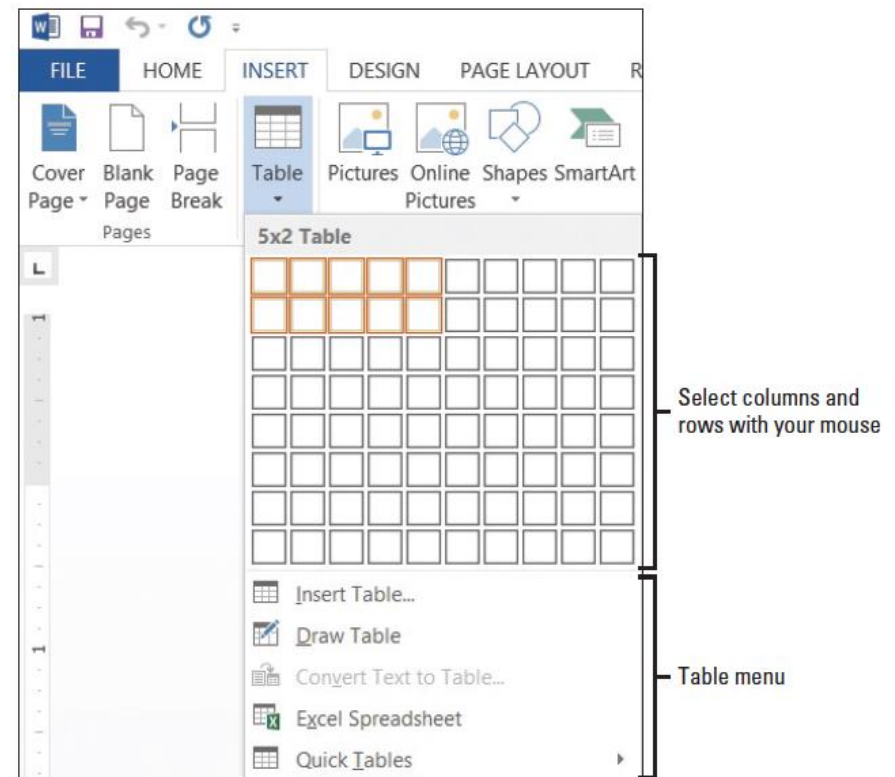 FILE HOME INSERT DESIGN PAGE LAYOUT R
Cover Blank Page Table Pictures Online Shapes SmartArt
Page Page Break Pictures
Pages
5x2 Table
L
1
Select columns and
rows with your mouse
Insert Table...
Draw Table
1
Convert Text to Table...
Table menu
Excel Spreadsheet
Quick Tables